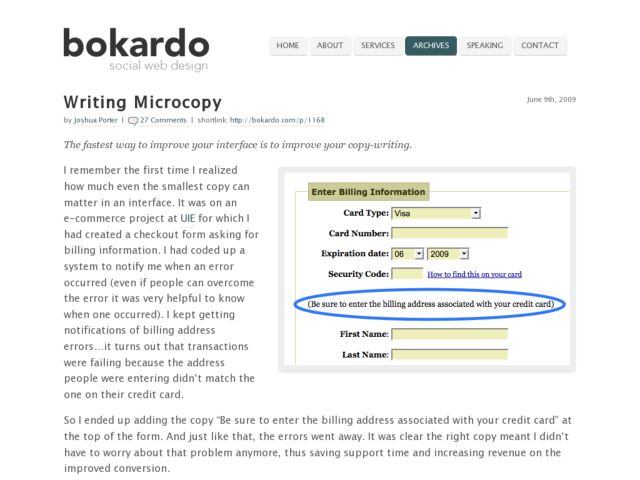 bokardo
social web design
HOME
ABOUT
SERVICES
ARCHIVES
SPEAKING
CONTACT
Writing Microcopy
June 9th, 2009
by Joshua Porter | 27 Comments | shortlink: http://bokardo.com/p/1168
The fastest way to improve your interface is to improve your copy-writing.
I remember the first time I realized
how much even the smallest copy can
matter in an interface. It was on an
e-commerce project at UIE for which I
had created a checkout form asking for
billing information. I had coded up a
system to notify me when an error
occurred (even if people can overcome
the error it was very helpful to know
when one occurred). I kept getting
notifications of billing address
errors...it turns out that transactions
were failing because the address
people were entering didn't match the
one on their credit card.
Enter Billing Information
Card Type: Visa
Card Number:
Expiration date: 06 2009
Security Code: How to find this on your card
(Be sure to enter the billing address associated with your credit card)
First Name:
Last Name:
So I ended up adding the copy “Be sure to enter the billing address associated with your credit card” at
the top of the form. And just like that, the errors went away. It was clear the right copy meant I didn't
have to worry about that problem anymore, thus saving support time and increasing revenue on the
improved conversion.